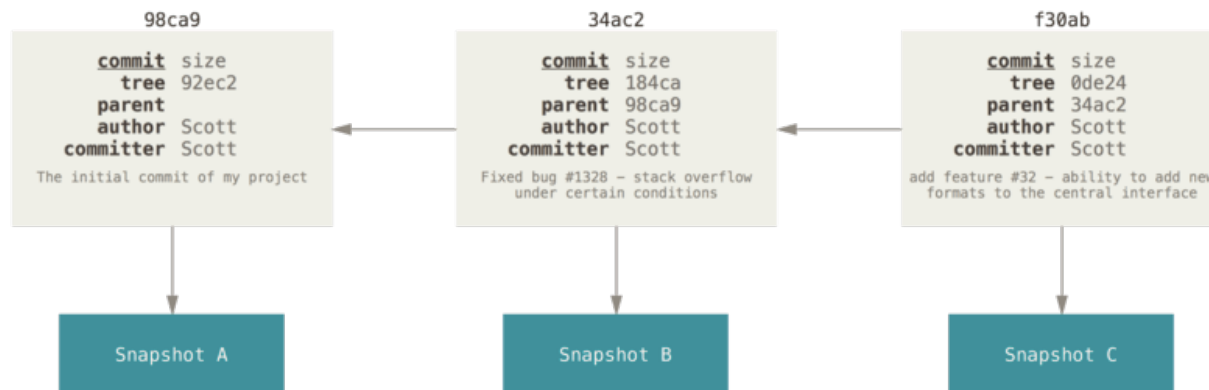 98ca9
commit size
tree 92ec2
parent
author Scott
committer Scott
The initial commit of my project
Snapshot A
34ac2
commit size
tree 184ca
parent 98ca9
author Scott
committer Scott
Fixed bug #1328 – stack overflow
under certain conditions
Snapshot B
f30ab
commit size
tree 0de24
parent 34ac2
author Scott
committer Scott
add feature #32 – ability to add new
formats to the central interface
Snapshot C